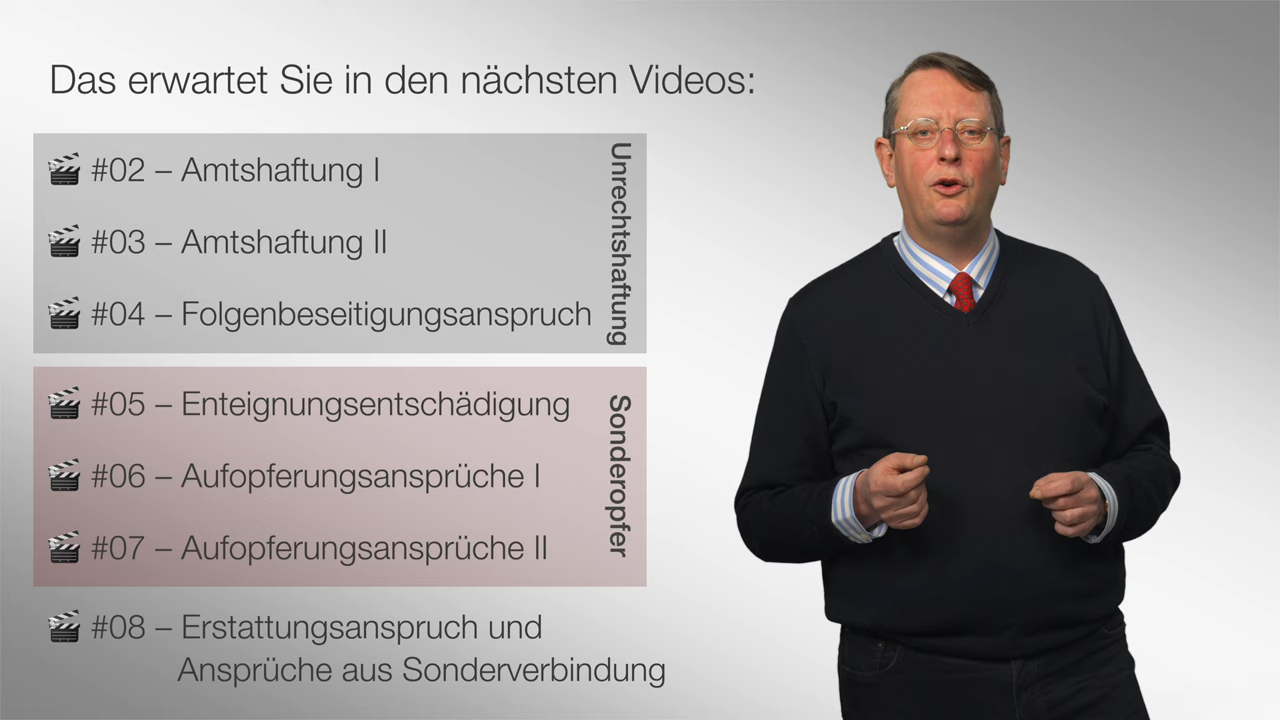 Das erwartet Sie in den nächsten Videos:
#02 – Amtshaftung I
#03 – Amtshaftung II
#04 – Folgenbeseitigungsanspruch
Unrechtshaftung
#05 – Enteignungsentschädigung
#06 – Aufopferungsansprüche I
#07 – Aufopferungsansprüche II
Sonderopfer
#08 – Erstattungsanspruch und
Ansprüche aus Sonderverbindung